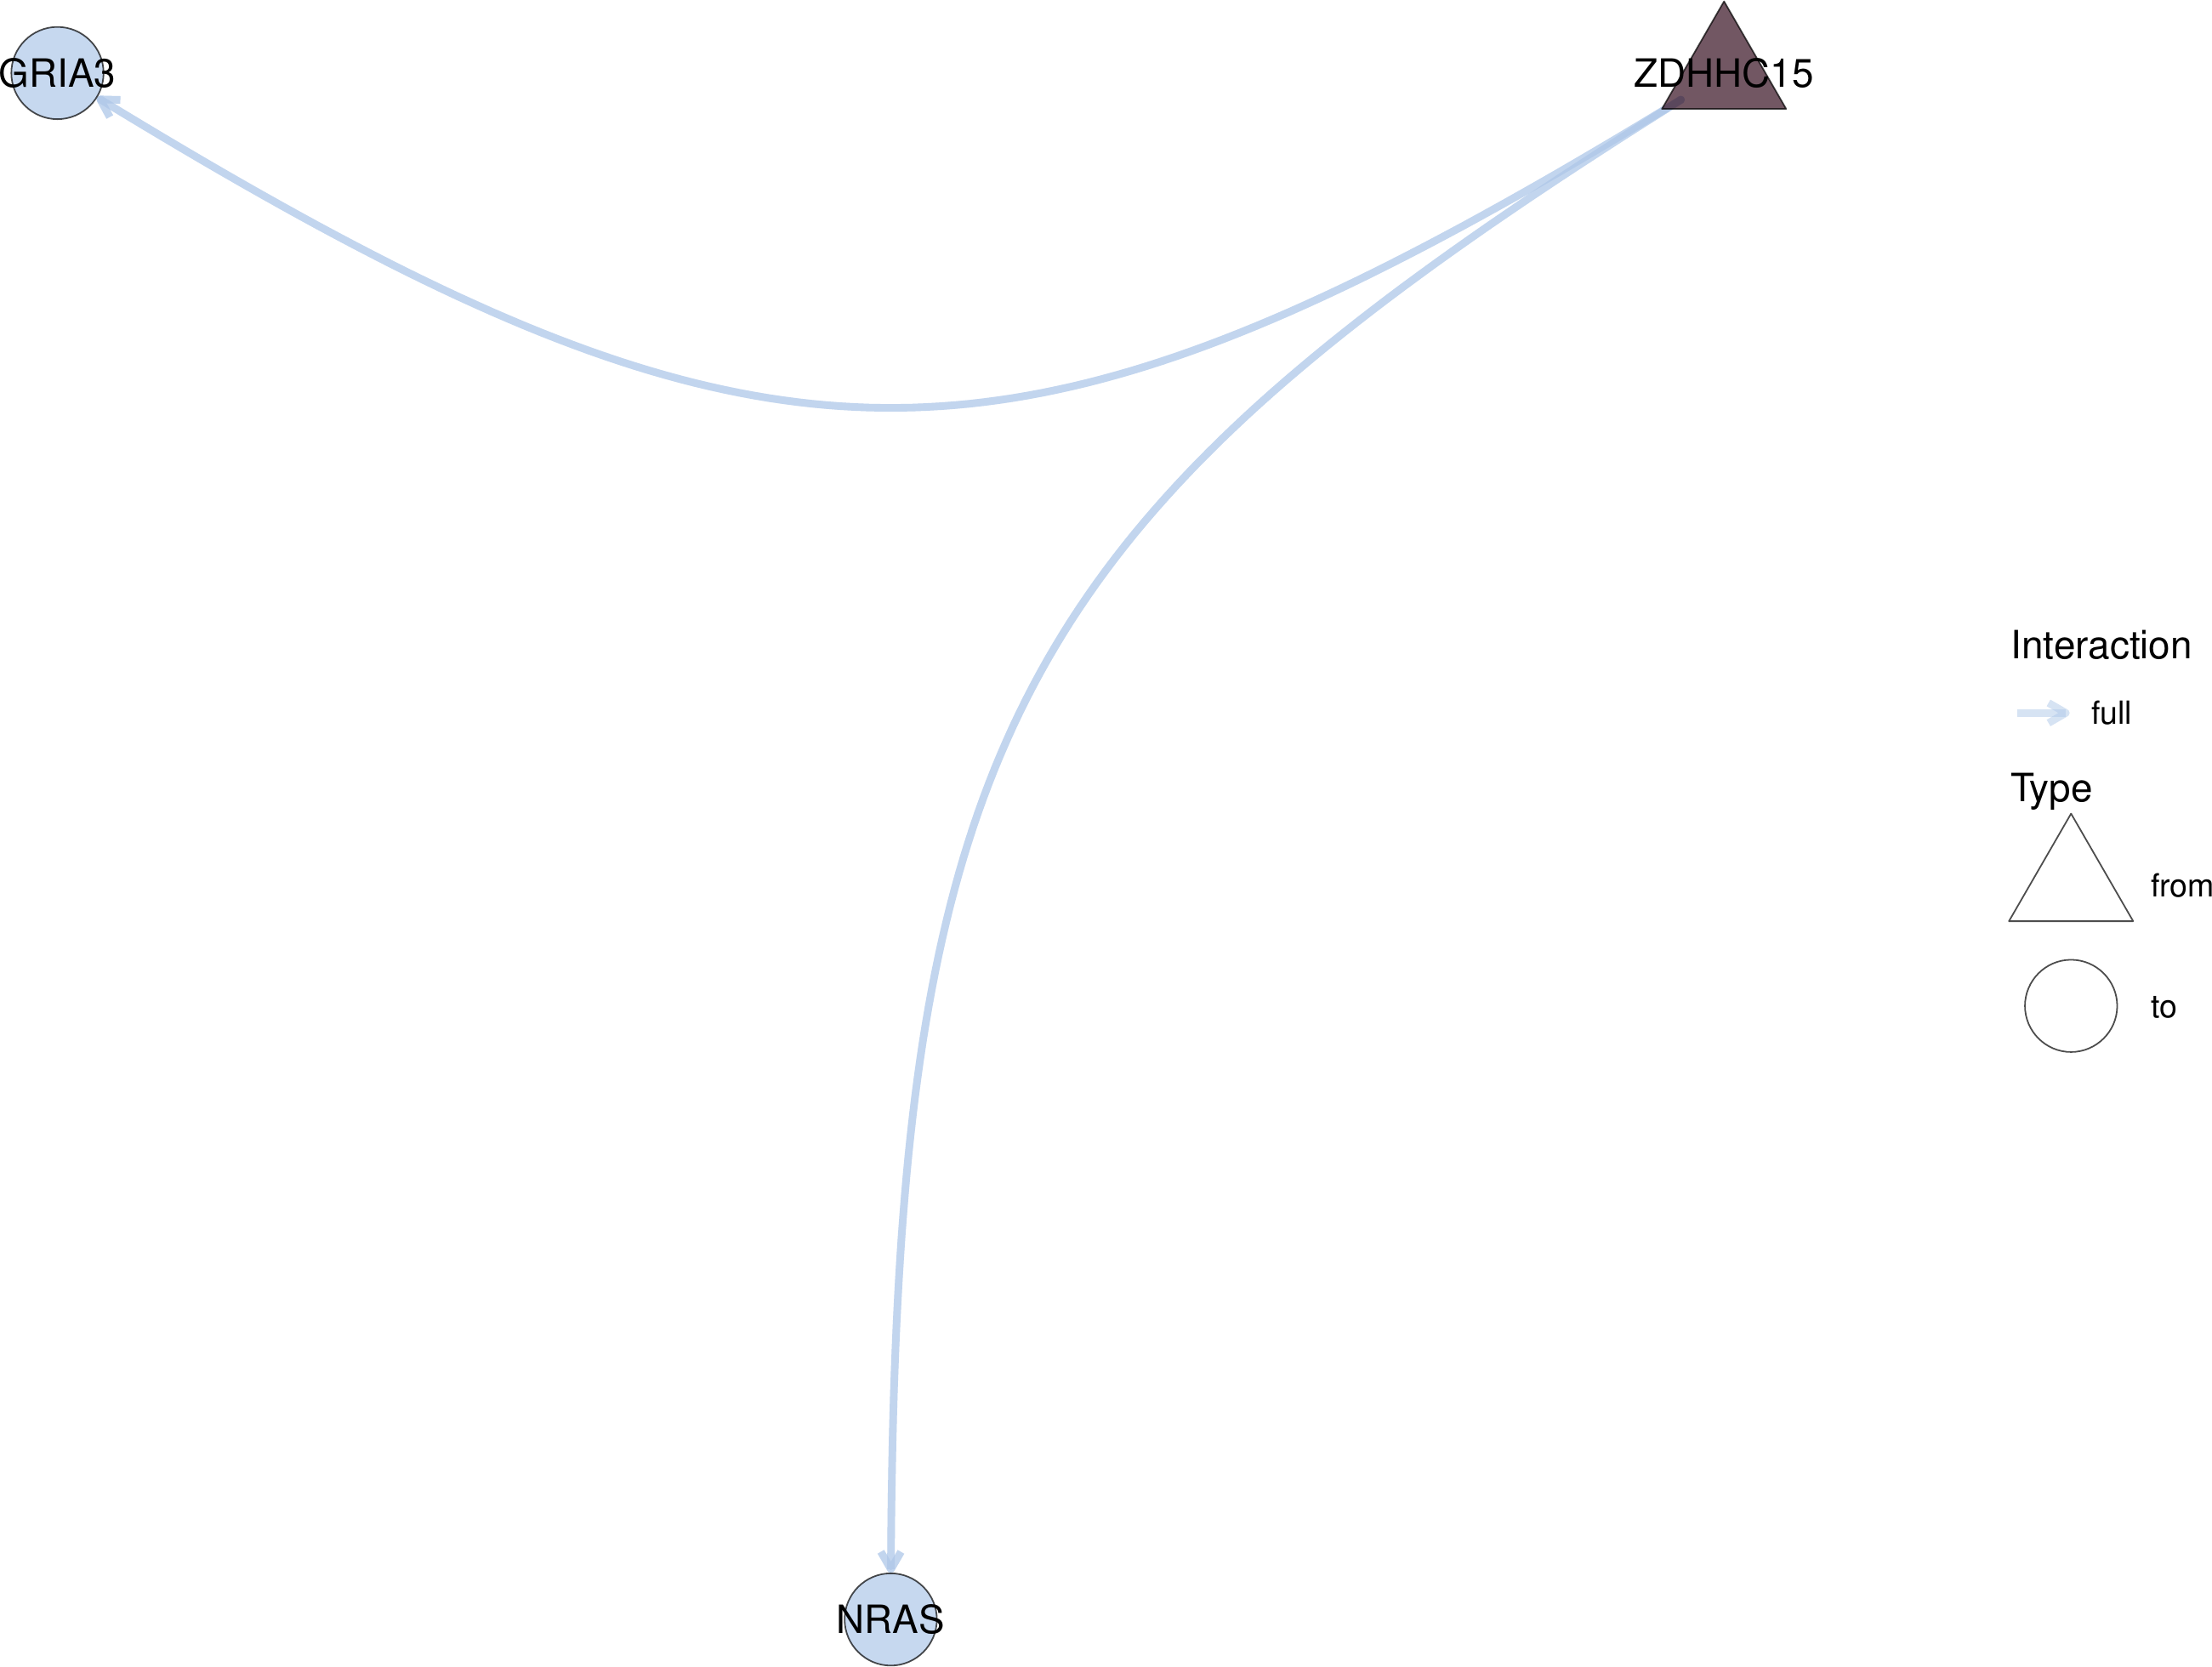 GRIA3
ZDHHC15
Interaction
full
Type
from
to
NRAS